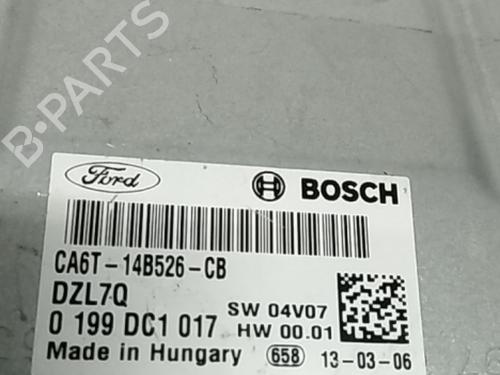 B-PARTS
Ford
BOSCH
CA6T-14B526-CB
DZL7Q
SW 04V07
0 199 DC1 017
HW 00.01
Made in Hungary 658 13-03-06